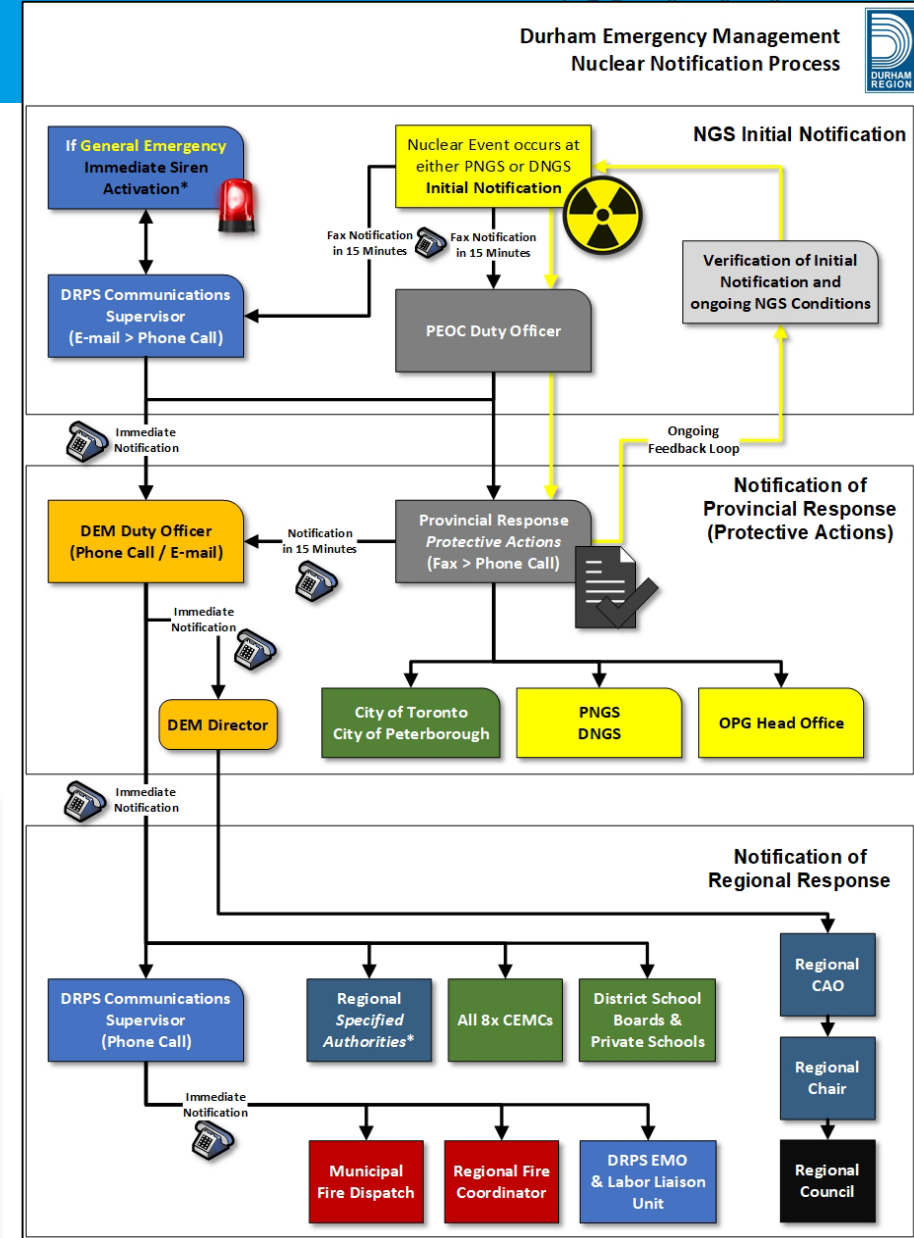 Durham Emergency Management
Nuclear Notification Process
DURHAM
REGION
NGS Initial Notification
If General Emergency
Immediate Siren
Activation*
Nuclear Event occurs at
either PNGS or DNGS
Initial Notification
Fax Notification
in 15 Minutes
Fax Notification
in 15 Minutes
Verification of Initial
Notification and
ongoing NGS Conditions
DRPS Communications
Supervisor
(E-mail > Phone Call)
PEOC Duty Officer
Immediate
Notification
Ongoing
Feedback Loop
Notification of
Provincial Response
(Protective Actions)
DEM Duty Officer
(Phone Call / E-mail)
Notification
in 15 Minutes
Provincial Response
Protective Actions
(Fax > Phone Call)
Immediate
Notification
DEM Director
City of Toronto
City of Peterborough
PNGS
DNGS
OPG Head Office
Immediate
Notification
Notification of
Regional Response
Regional
CAO
DRPS Communications
Supervisor
(Phone Call)
Regional
Specified
Authorities*
All 8x CEMCs
District School
Boards &
Private Schools
Regional
Chair
Immediate
Notification
Municipal
Fire Dispatch
Regional Fire
Coordinator
DRPS EMO
& Labor Liaison
Unit
Regional
Council